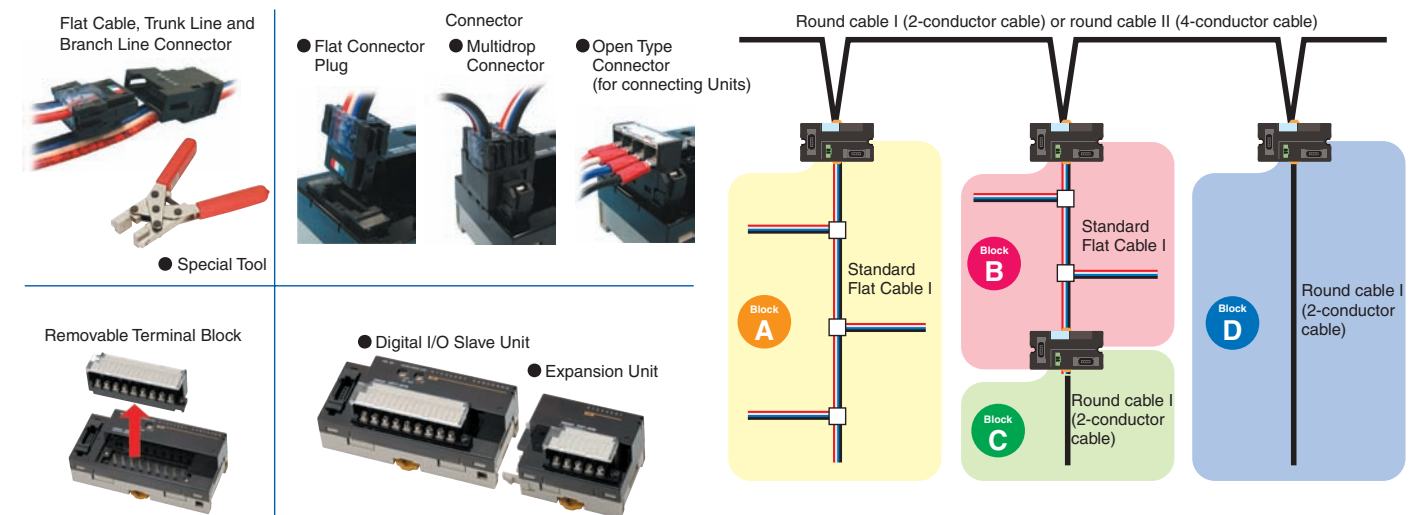 Flat Cable, Trunk Line and
Branch Line Connector
Special Tool
Connector
Flat Connector
Plug
Multidrop
Connector
Open Type
Connector
(for connecting Units)
Removable Terminal Block
Digital I/O Slave Unit
Expansion Unit
Round cable I (2-conductor cable) or round cable II (4-conductor cable)
Block
A
Standard
Flat Cable I
Block
B
Standard
Flat Cable I
Block
C
Round cable I
(2-conductor
cable)
Block
D
Round cable I
(2-conductor
cable)